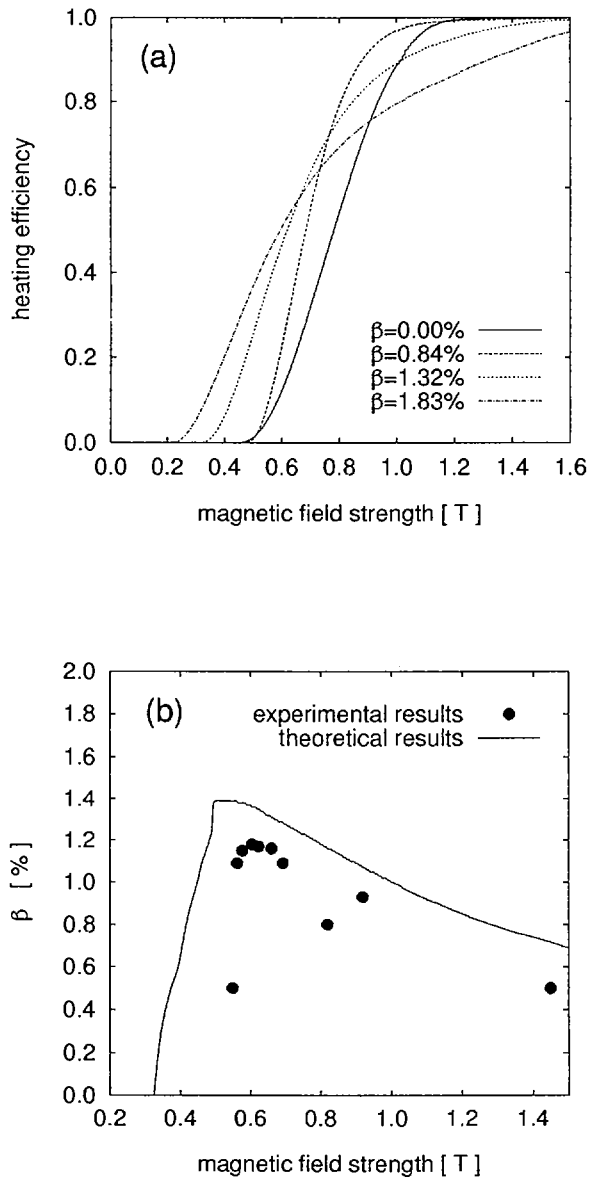 (a)
heating efficiency
1.0
0.8
0.6
0.4
0.2
0.0
β=0.00%
β=0.84%
β=1.32%
β=1.83%
0.0 0.2 0.4 0.6 0.8 1.0 1.2 1.4 1.6
magnetic field strength [ T ]
(b)
experimental results
theoretical results
β [ % ]
2.0
1.8
1.6
1.4
1.2
1.0
0.8
0.6
0.4
0.2
0.0
0.2 0.4 0.6 0.8 1.0 1.2 1.4
magnetic field strength [ T ]